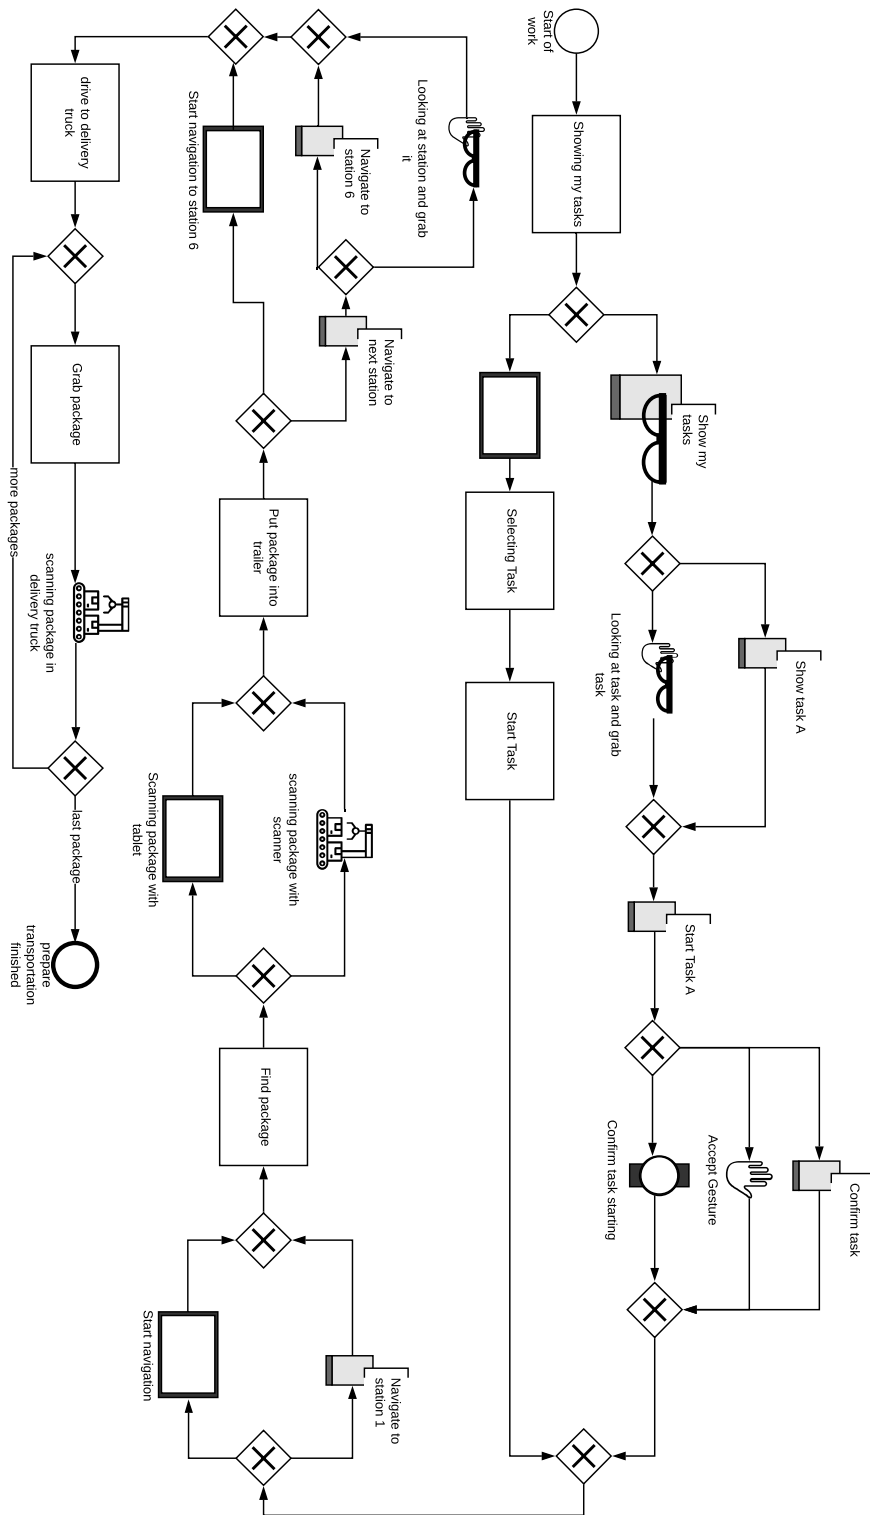 Start of
work
Showing my tasks
Show my
tasks
Show task A
Looking at task and grab
task
Start Task A
Confirm task
Accept Gesture
Confirm task starting
Selecting Task
Start Task
Navigate to
station 1
Start navigation
Find package
scanning package with
scanner
Scanning package with
tablet
Put package into
trailer
Navigate to
next station
Looking at station and grab
it
Navigate to
station 6
Start navigation to station 6
drive to delivery
truck
Grab package
more packages
scanning package in
delivery truck
last package
prepare
transportation
finished